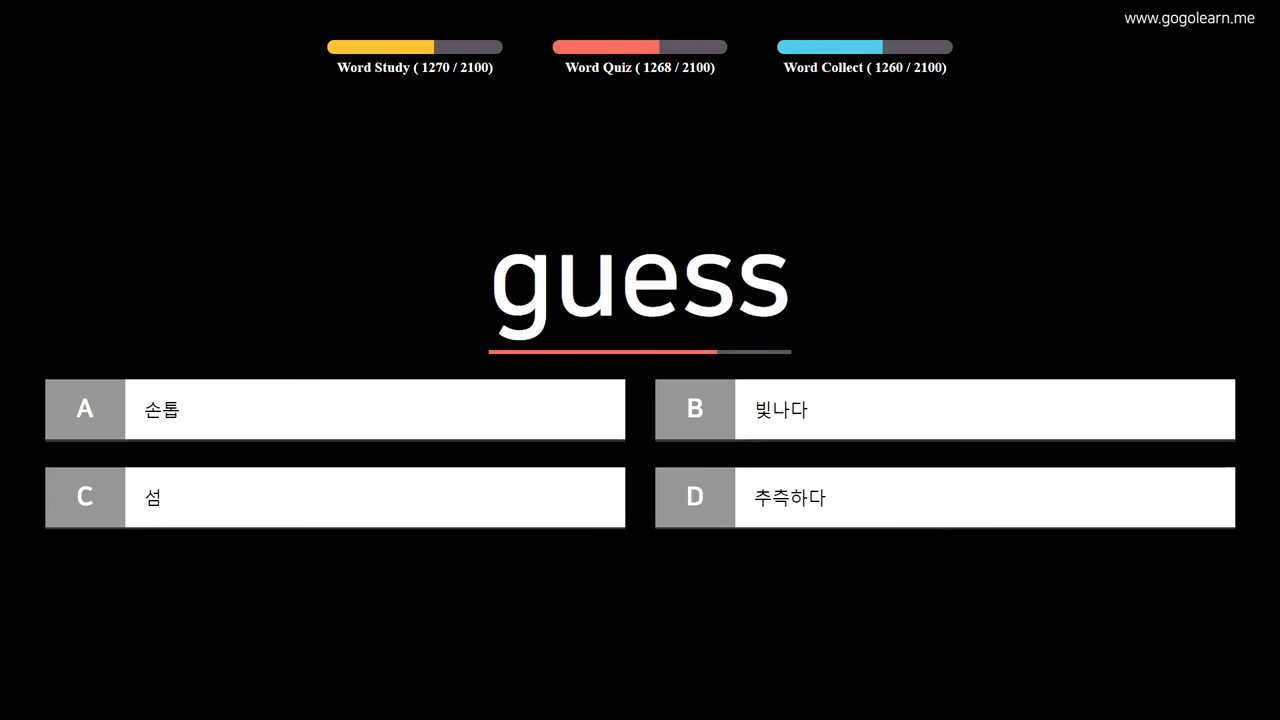 www.gogolearn.me
Word Study ( 1270 / 2100)
Word Quiz ( 1268 / 2100)
Word Collect ( 1260 / 2100)
guess
A 손톱
B 빛나다
C 섬
D 추측하다